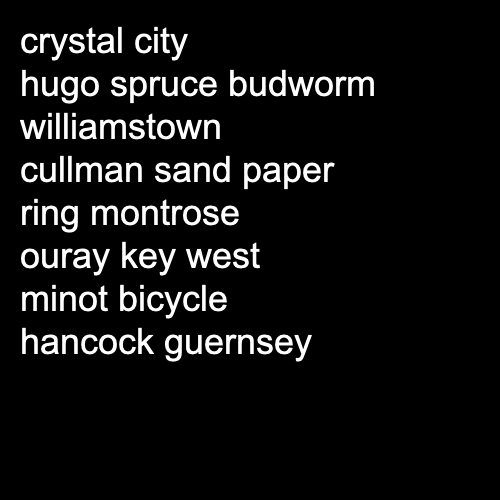 crystal city
hugo spruce budworm
williamstown
cullman sand paper
ring montrose
ouray key west
minot bicycle
hancock guernsey